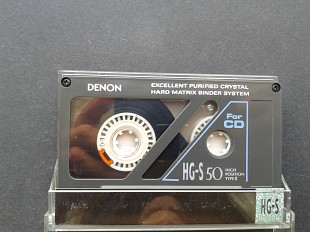 DENON
EXCELLENT PURIFIED CRYSTAL
HARD MATRIX BINDER SYSTEM
For
CD
HG-S 50
HIGH
POSITION
TYPE II
HG-S